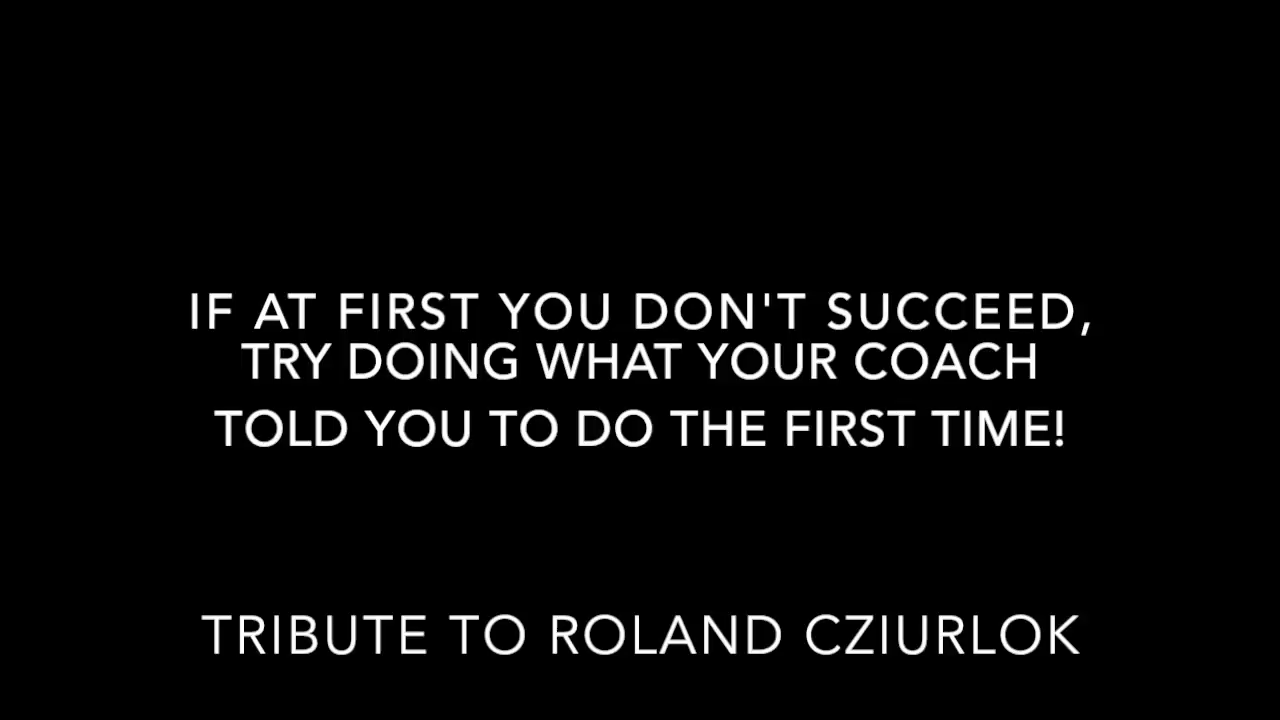 IF AT FIRST YOU DON'T SUCCEED,
TRY DOING WHAT YOUR COACH
TOLD YOU TO DO THE FIRST TIME!
TRIBUTE TO ROLAND CZIURLOK